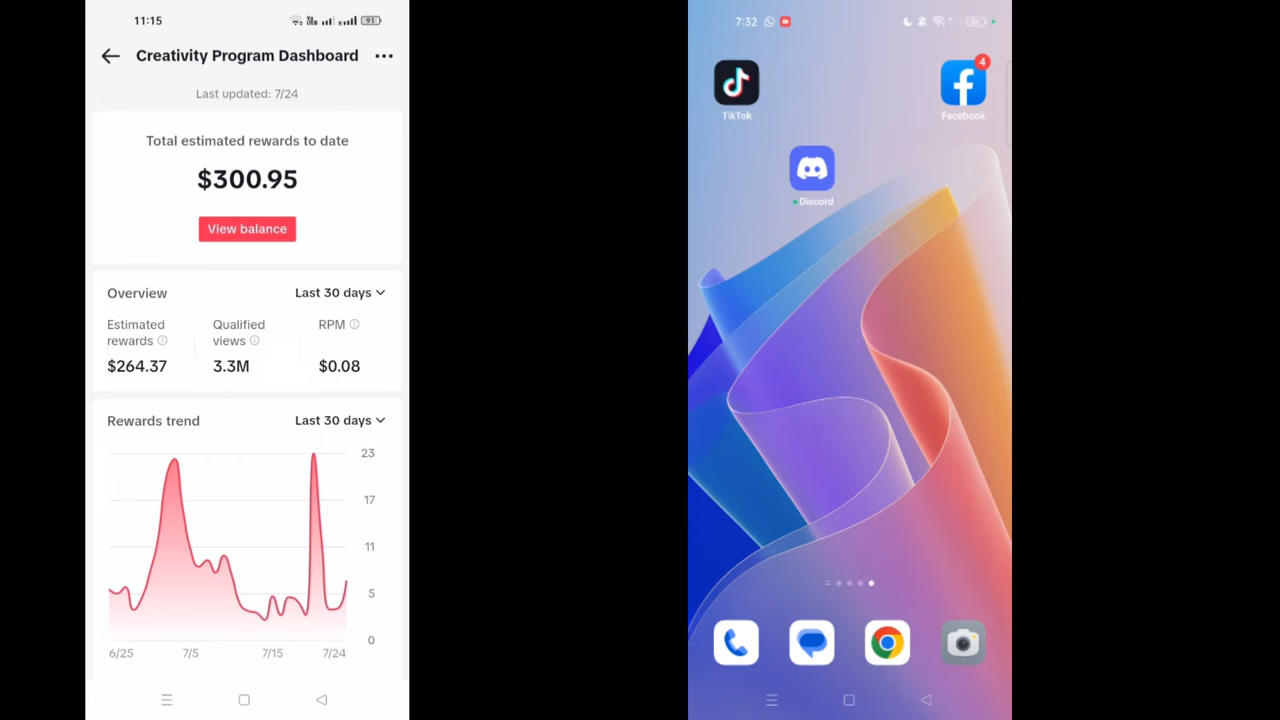 11:15
91
Creativity Program Dashboard
Last updated: 7/24
Total estimated rewards to date
$300.95
View balance
Overview
Last 30 days
Estimated rewards
Qualified views
RPM
$264.37
3.3M
$0.08
Rewards trend
Last 30 days
23
17
11
5
0
6/25
7/5
7/15
7/24
7:32
4
TikTok
Facebook
Discord